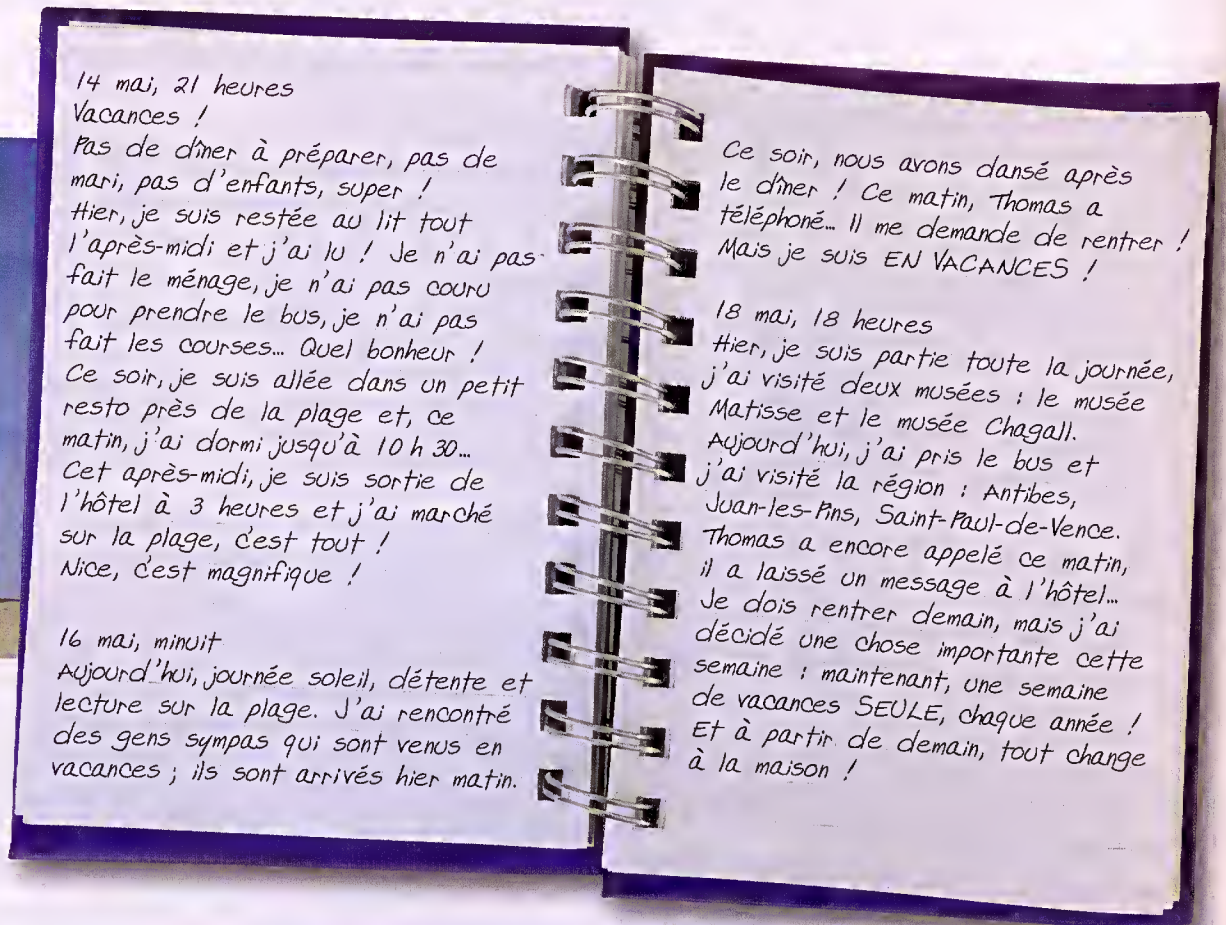 14 mai, 21 heures
Vacances !
Pas de dîner à préparer, pas de
mari, pas d'enfants, super !
Hier, je suis restée au lit tout
l'après-midi et j'ai lu ! Je n'ai pas
fait le ménage, je n'ai pas couru
pour prendre le bus, je n'ai pas
fait les courses... Quel bonheur !
Ce soir, je suis allée dans un petit
resto près de la plage et, ce
matin, j'ai dormi jusqu'à 10 h 30...
Cet après-midi, je suis sortie de
l'hôtel à 3 heures et j'ai marché
sur la plage, c'est tout !
Nice, c'est magnifique !
16 mai, minuit
Aujourd'hui, journée soleil, détente et
lecture sur la plage. J'ai rencontré
des gens sympas qui sont venus en
vacances ; ils sont arrivés hier matin.
Ce soir, nous avons dansé après
le dîner ! Ce matin, Thomas a
téléphoné... Il me demande de rentrer !
Mais je suis EN VACANCES !
18 mai, 18 heures
Hier, je suis partie toute la journée,
j'ai visité deux musées : le musée
Matisse et le musée Chagall.
Aujourd'hui, j'ai pris le bus et
j'ai visité la région : Antibes,
Juan-les-Pins, Saint-Paul-de-Vence.
Thomas a encore appelé ce matin,
il a laissé un message à l'hôtel...
Je dois rentrer demain, mais j'ai
décidé une chose importante cette
semaine : maintenant, une semaine
de vacances SEULE, chaque année !
Et à partir de demain, tout change
à la maison !